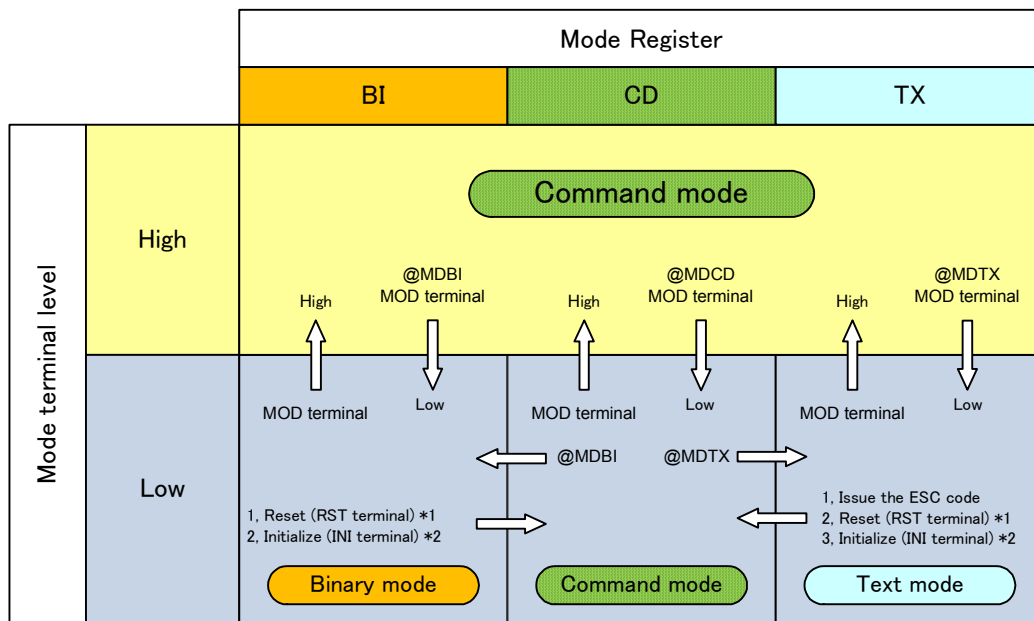 Mode Register
BI
CD
TX
Mode terminal level
High
Command mode
High
@MDBI
MOD terminal
High
@MDCD
MOD terminal
High
@MDTX
MOD terminal
Low
MOD terminal
Low
MOD terminal
Low
MOD terminal
Low
@MDBI
@MDTX
1, Reset (RST terminal) *1
2, Initialize (INI terminal) *2
1, Issue the ESC code
2, Reset (RST terminal) *1
3, Initialize (INI terminal) *2
Binary mode
Command mode
Text mode